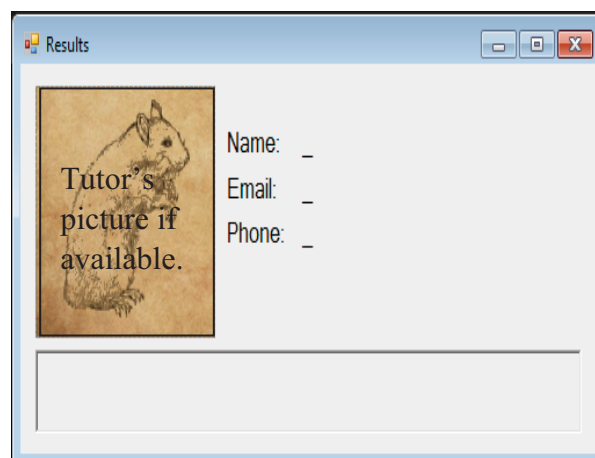 Results
Tutor's
picture if
available.
Name: _
Email: _
Phone: _